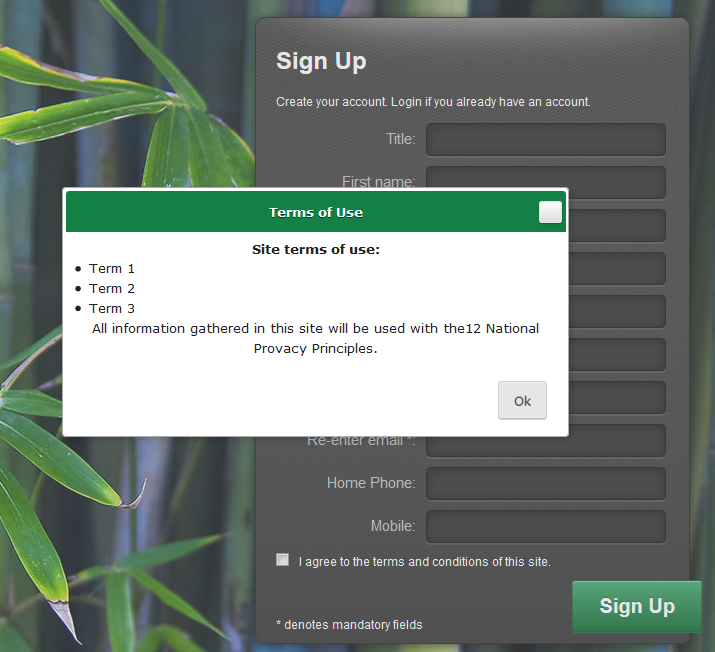 Sign Up
Create your account. Login if you already have an account.
Title:
First name:
Terms of Use
Site terms of use:
Term 1
Term 2
Term 3
All information gathered in this site will be used with the12 National
Provacy Principles.
Ok
Re-enter email *:
Home Phone:
Mobile:
I agree to the terms and conditions of this site.
Sign Up
* denotes mandatory fields